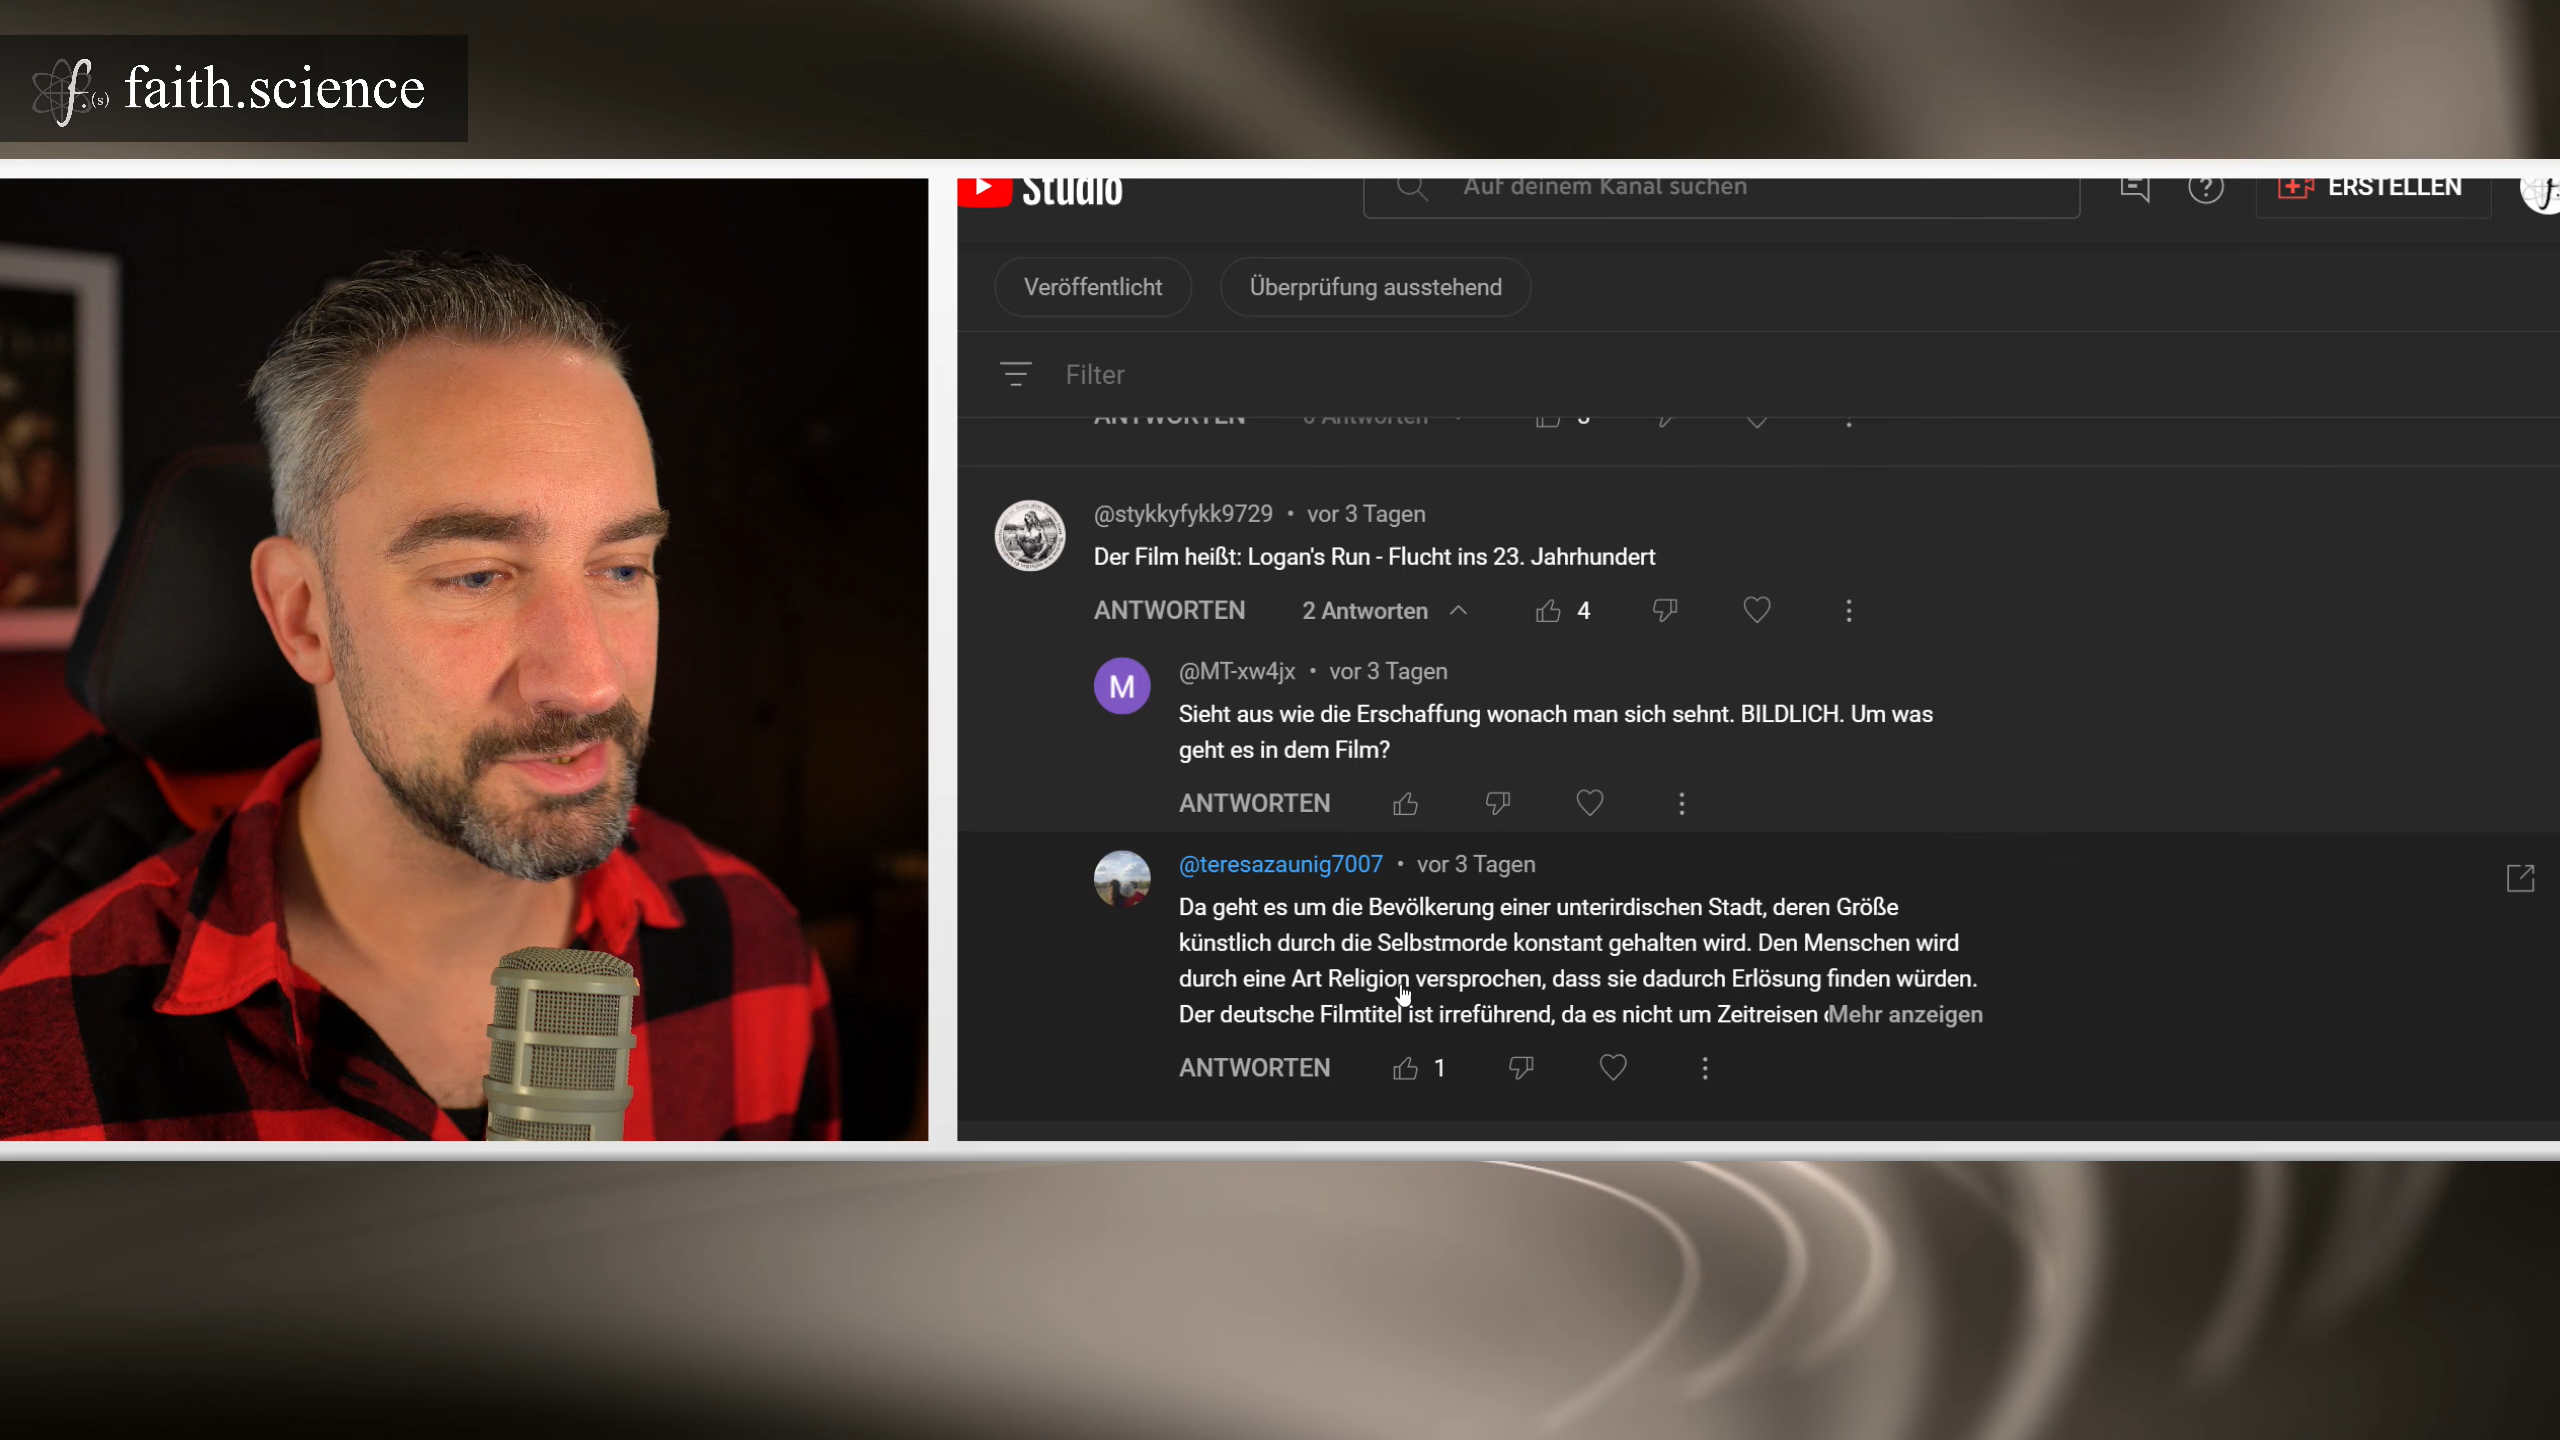 f.(s) faith.science
Studio
Auf deinem Kanal suchen
ERSTELLEN
Veröffentlicht
Überprüfung ausstehend
Filter
ANTWORTEN
Antworten
3
@stykkyfykk9729 • vor 3 Tagen
Der Film heißt: Logan's Run - Flucht ins 23. Jahrhundert
ANTWORTEN 2 Antworten 4
M
@MT-xw4jx • vor 3 Tagen
Sieht aus wie die Erschaffung wonach man sich sehnt. BILDLICH. Um was
geht es in dem Film?
ANTWORTEN
@teresazaunig7007 • vor 3 Tagen
Da geht es um die Bevölkerung einer unterirdischen Stadt, deren Größe
künstlich durch die Selbstmorde konstant gehalten wird. Den Menschen wird
durch eine Art Religion versprochen, dass sie dadurch Erlösung finden würden.
Der deutsche Filmtitel ist irreführend, da es nicht um Zeitreisen Mehr anzeigen
ANTWORTEN 1